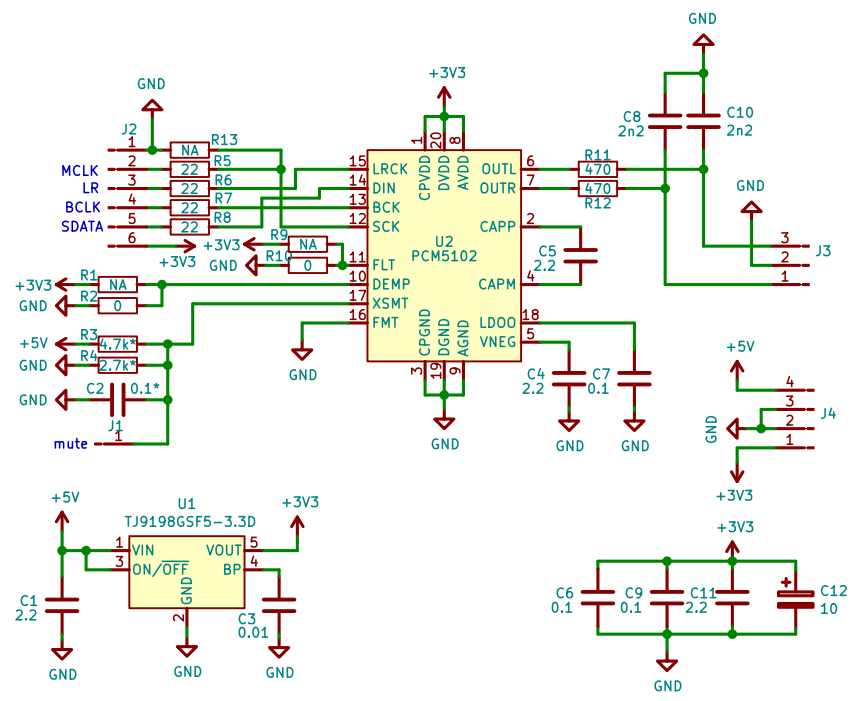 GND
+3V3
C8
2n2
C10
2n2
GND
J2
1
2
3
4
5
6
MCLK
LR
BCLK
SDATA
+3V3
R13
NA
R5
22
R6
22
R7
22
R8
22
R9
NA
+3V3
R10
0
GND
R1
NA
+3V3
R2
0
GND
R3
4.7k*
+5V
R4
2.7k*
GND
C2
0.1*
GND
J1
1
mute
U2
PCM5102
1
20
8
CPVDD
DVDD
AVDD
15
LRCK
14
DIN
13
BCK
12
SCK
11
FLT
10
DEMP
17
XSMT
16
FMT
GND
OUTL
6
OUTR
7
CAPP
2
CAPM
4
LDOO
18
VNEG
5
CPGND
DGND
AGND
3
19
9
GND
R11
470
470
R12
C5
2.2
C4
2.2
GND
C7
0.1
GND
GND
3
2
1
J3
+5V
4
3
2
1
J4
GND
+3V3
+5V
U1
TJ9198GSF5-3.3D
1
VIN
3
ON/OFF
VOUT
5
BP
4
GND
2
GND
+3V3
C1
2.2
GND
C3
0.01
GND
+3V3
C6
0.1
C9
0.1
C11
2.2
+
C12
10
GND